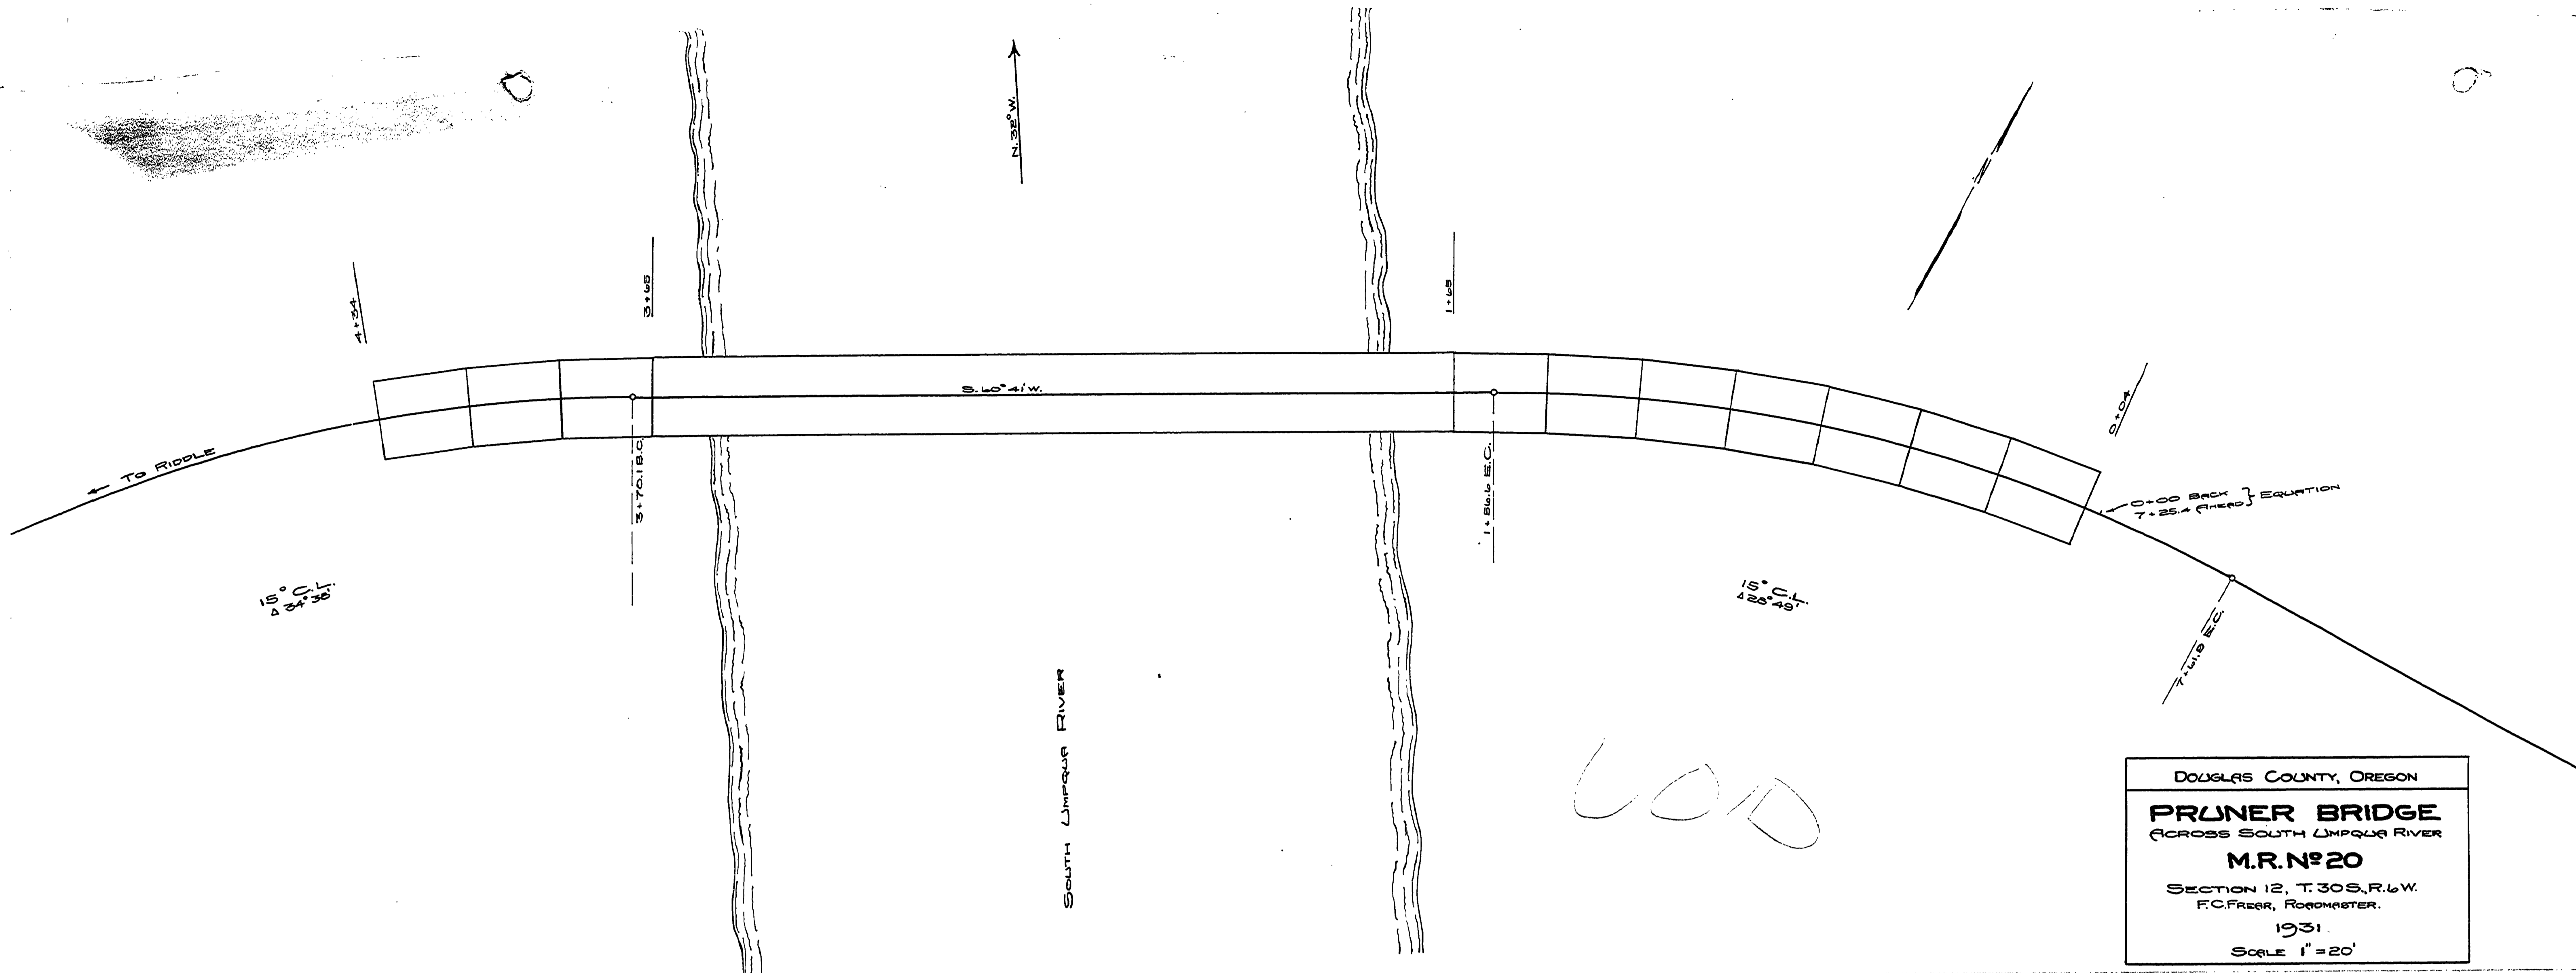 N. 32° W.
4+34
3+65
1+65
0+04
S. 60° 41' W.
← TO RIDDLE
3+70.1 B.C.
1+56.6 E.C.
0+00 BACK } EQUATION
7+25.4 AHEAD
15° C.L.
Δ 34° 38'
15° C.L.
Δ 28° 49'
7+61.8 E.C.
SOUTH UMPQUA RIVER
DOUGLAS COUNTY, OREGON
PRUNER BRIDGE
ACROSS SOUTH UMPQUA RIVER
M.R. Nº 20
SECTION 12, T. 30 S., R. 6 W.
F.C. FREAR, ROADMASTER.
1931.
SCALE 1" = 20'